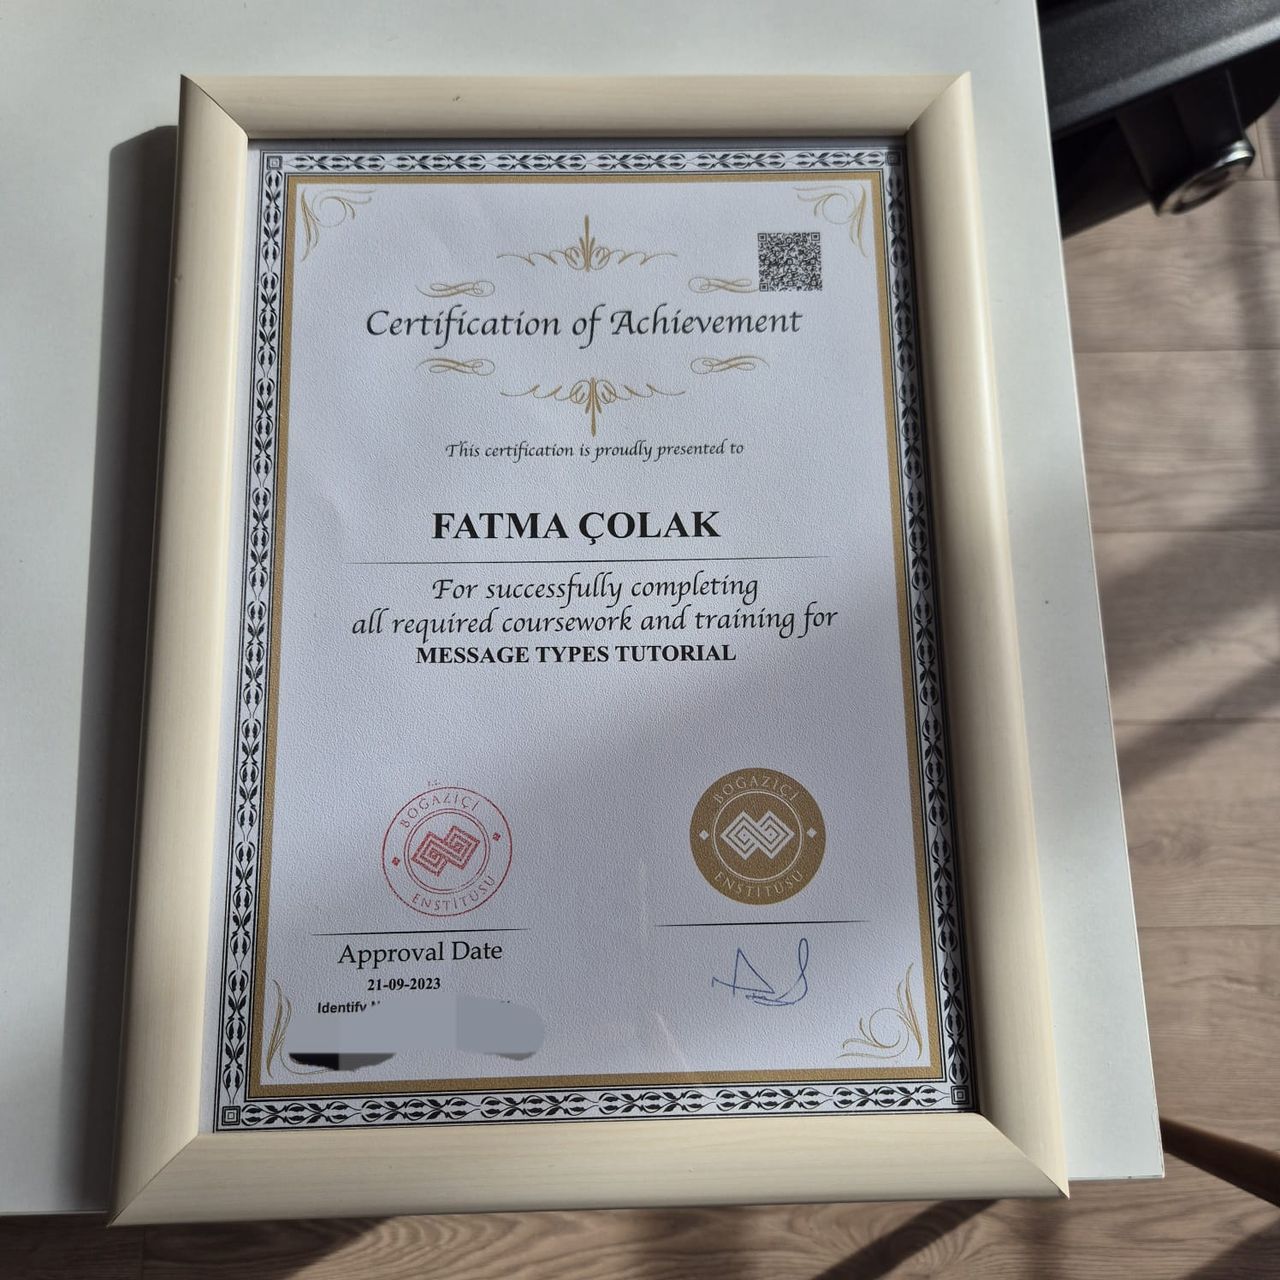 Certification of Achievement
This certification is proudly presented to
FATMA ÇOLAK
For successfully completing
all required coursework and training for
MESSAGE TYPES TUTORIAL
BOĞAZİÇİ
ENSTİTÜSÜ
BOĞAZİÇİ
ENSTİTÜSÜ
Approval Date
21-09-2023
Identify